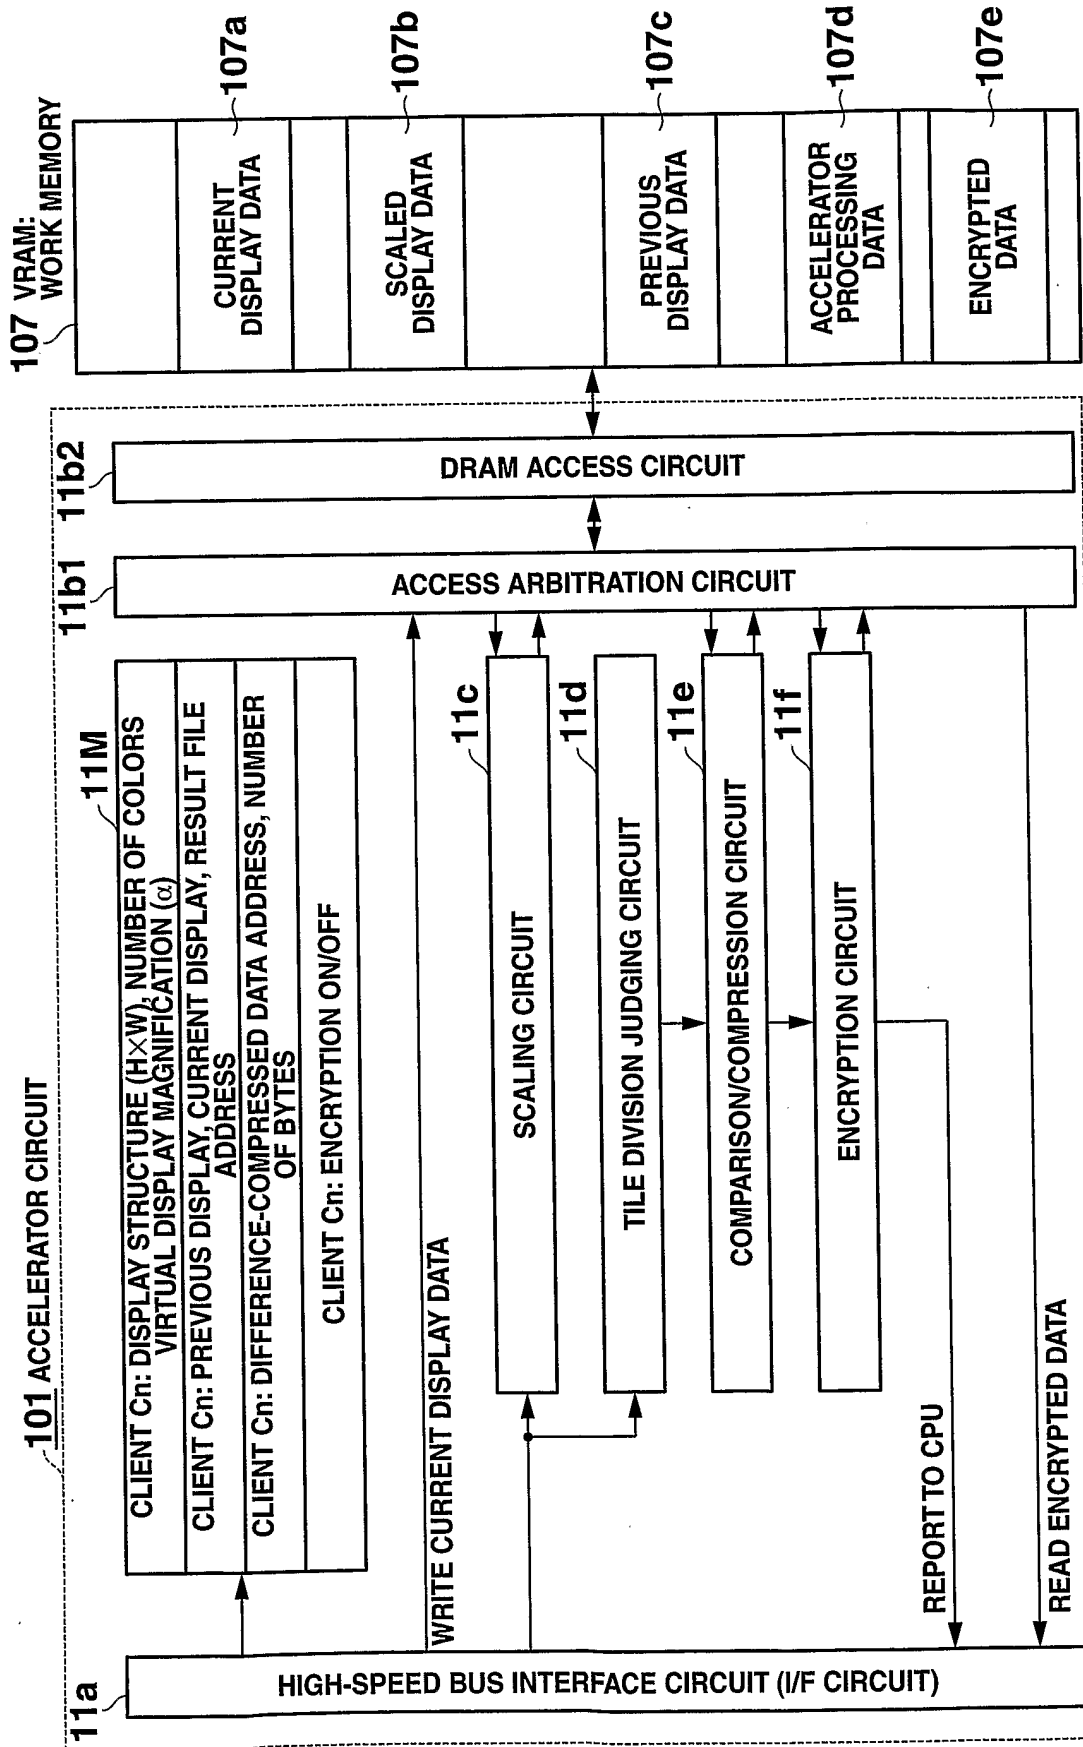 101 ACCELERATOR CIRCUIT
107 VRAM:
WORK MEMORY
11a
HIGH-SPEED BUS INTERFACE CIRCUIT (I/F CIRCUIT)
11M
CLIENT Cn: DISPLAY STRUCTURE (H×W), NUMBER OF COLORS
VIRTUAL DISPLAY MAGNIFICATION (α)
CLIENT Cn: PREVIOUS DISPLAY, CURRENT DISPLAY, RESULT FILE
ADDRESS
CLIENT Cn: DIFFERENCE-COMPRESSED DATA ADDRESS, NUMBER
OF BYTES
CLIENT Cn: ENCRYPTION ON/OFF
WRITE CURRENT DISPLAY DATA
11c
SCALING CIRCUIT
11d
TILE DIVISION JUDGING CIRCUIT
11e
COMPARISON/COMPRESSION CIRCUIT
11f
ENCRYPTION CIRCUIT
REPORT TO CPU
READ ENCRYPTED DATA
11b1
ACCESS ARBITRATION CIRCUIT
11b2
DRAM ACCESS CIRCUIT
CURRENT
DISPLAY DATA
107a
SCALED
DISPLAY DATA
107b
PREVIOUS
DISPLAY DATA
107c
ACCELERATOR
PROCESSING
DATA
107d
ENCRYPTED
DATA
107e